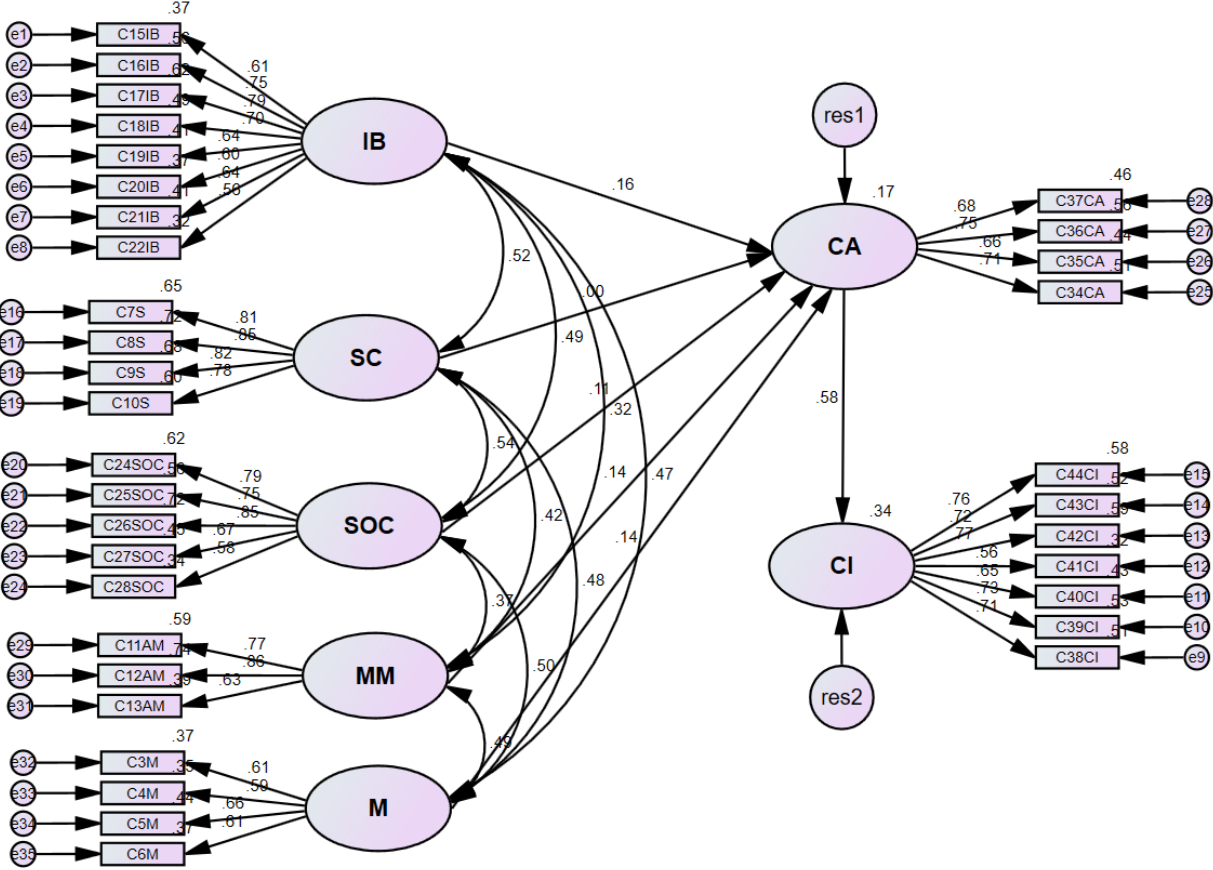 .37
e1 C15IB .56
e2 C16IB .62
e3 C17IB .49
e4 C18IB .41
e5 C19IB .37
e6 C20IB .41
e7 C21IB .32
e8 C22IB
.61
.75
.79
.70
.64
.60
.64
.56
IB
.65
e16 C7S .72
e17 C8S .68
e18 C9S .60
e19 C10S
.81
.85
.82
.78
SC
.62
e20 C24SOC .56
e21 C25SOC .72
e22 C26SOC .45
e23 C27SOC .34
e24 C28SOC
.79
.75
.85
.67
.58
SOC
.59
e29 C11AM .74
e30 C12AM .39
e31 C13AM
.77
.86
.63
MM
.37
e32 C3M .35
e33 C4M .44
e34 C5M .37
e35 C6M
.61
.59
.66
.61
M
.52
.49
.32
.47
.54
.42
.48
.37
.50
.49
.16
.00
.11
.14
.14
res1
.17
CA
.68
.75
.66
.71
.46
C37CA .56 e28
C36CA .44 e27
C35CA .51 e26
C34CA e25
.58
.34
CI
res2
.76
.72
.77
.56
.65
.73
.71
.58
C44CI .52 e15
C43CI .59 e14
C42CI .32 e13
C41CI .43 e12
C40CI .53 e11
C39CI .51 e10
C38CI e9